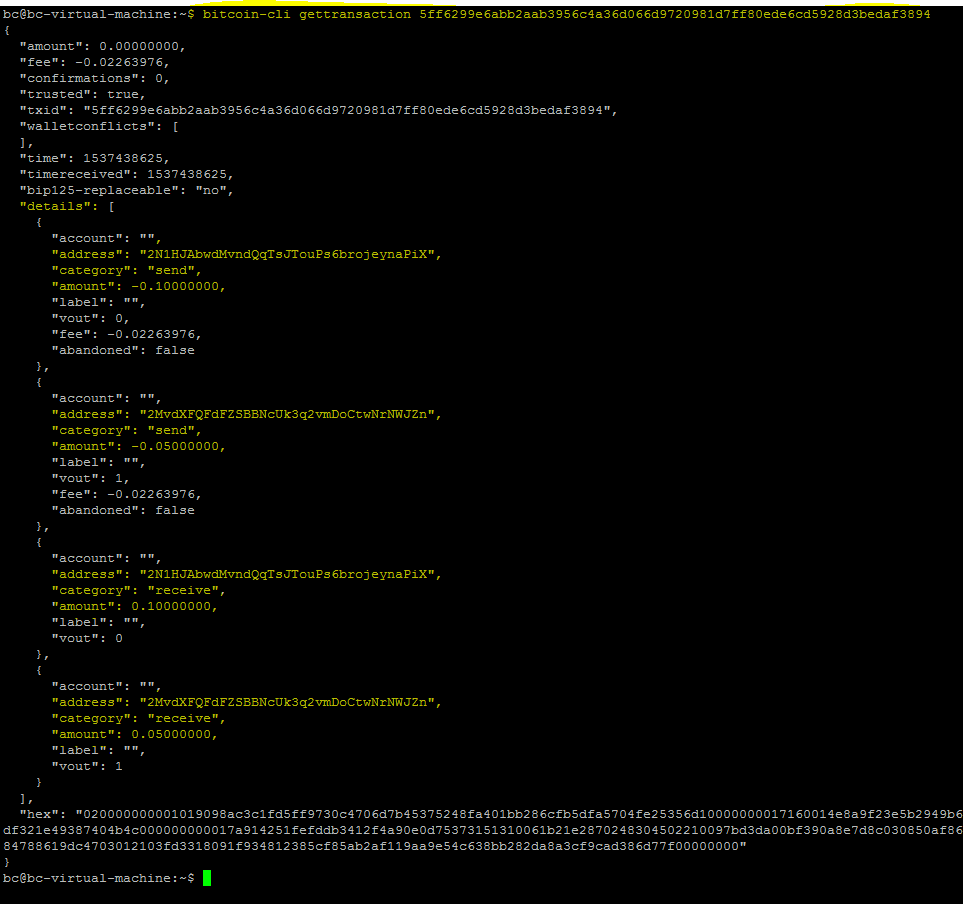 bc@bc-virtual-machine:~$ bitcoin-cli gettransaction 5ff6299e6abb2aab3956c4a36d066d9720981d7ff80ede6cd5928d3bedaf3894
{
  "amount": 0.00000000,
  "fee": -0.02263976,
  "confirmations": 0,
  "trusted": true,
  "txid": "5ff6299e6abb2aab3956c4a36d066d9720981d7ff80ede6cd5928d3bedaf3894",
  "walletconflicts": [
  ],
  "time": 1537438625,
  "timereceived": 1537438625,
  "bip125-replaceable": "no",
  "details": [
    {
      "account": "",
      "address": "2N1HJAbwdMvndQqTsJTouPs6brojeynaPiX",
      "category": "send",
      "amount": -0.10000000,
      "label": "",
      "vout": 0,
      "fee": -0.02263976,
      "abandoned": false
    },
    {
      "account": "",
      "address": "2MvdXFQFdFZSBBNcUk3q2vmDoCtwNrNWJZn",
      "category": "send",
      "amount": -0.05000000,
      "label": "",
      "vout": 1,
      "fee": -0.02263976,
      "abandoned": false
    },
    {
      "account": "",
      "address": "2N1HJAbwdMvndQqTsJTouPs6brojeynaPiX",
      "category": "receive",
      "amount": 0.10000000,
      "label": "",
      "vout": 0
    },
    {
      "account": "",
      "address": "2MvdXFQFdFZSBBNcUk3q2vmDoCtwNrNWJZn",
      "category": "receive",
      "amount": 0.05000000,
      "label": "",
      "vout": 1
    }
  ],
  "hex": "020000000001019098ac3c1fd5ff9730c4706d7b45375248fa401bb286cfb5dfa5704fe25356d10000000017160014e8a9f23e5b2949b6
df321e49387404b4c000000000017a914251fefddb3412f4a90e0d75373151310061b21e2870248304502210097bd3da00bf390a8e7d8c030850af86
84788619dc4703012103fd3318091f934812385cf85ab2af119aa9e54c638bb282da8a3cf9cad386d77f00000000"
}
bc@bc-virtual-machine:~$